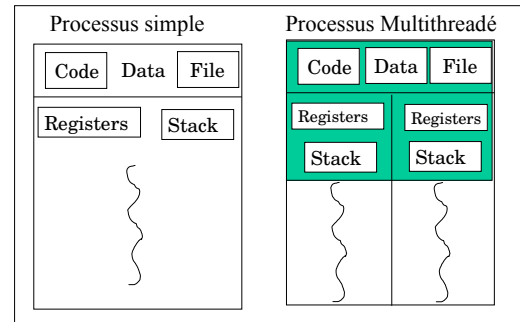 Processus simple
Code Data File
Registers Stack
Processus Multithreadé
Code Data File
Registers Registers
Stack Stack